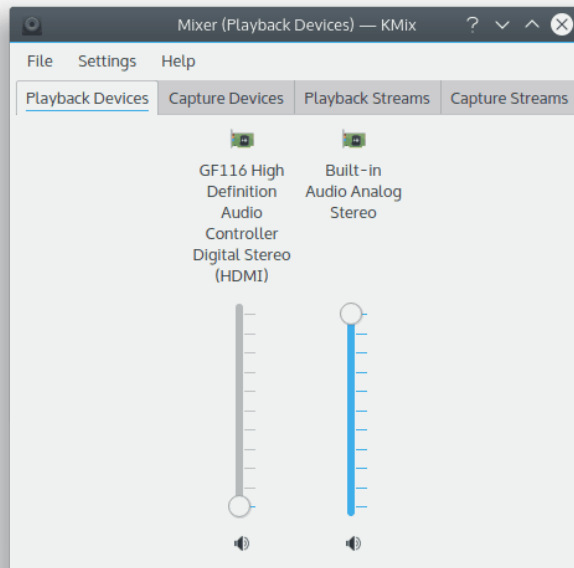 Mixer (Playback Devices) — KMix ?
File Settings Help
Playback Devices Capture Devices Playback Streams Capture Streams
GF116 High
Definition
Audio
Controller
Digital Stereo
(HDMI)
Built-in
Audio Analog
Stereo